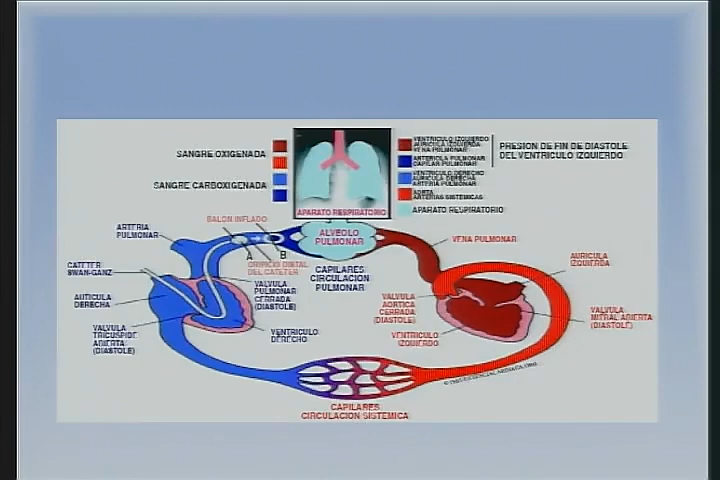 SANGRE OXIGENADA
SANGRE CARBOXIGENADA
APARATO RESPIRATORIO
VENTRICULO IZQUIERDO
AURICULA IZQUIERDA
VENA PULMONAR
ARTERIOLA PULMONAR
CAPILAR PULMONAR
VENTRICULO DERECHO
AURICULA DERECHA
ARTERIA PULMONAR
AORTA
ARTERIAS SISTEMICAS
APARATO RESPIRATORIO
PRESION DE FIN DE DIASTOLE
DEL VENTRICULO IZQUIERDO
BALON INFLADO
ARTERIA
PULMONAR
A
B
ALVEOLO
PULMONAR
VENA PULMONAR
ORIFICIO DISTAL
DEL CATETER
CAPILARES
CIRCULACION
PULMONAR
AURICULA
IZQUIERDA
CATETER
SWAN-GANZ
VALVULA
PULMONAR
CERRADA
(DIASTOLE)
VALVULA
AORTICA
CERRADA
(DIASTOLE)
DERECHA
VALVULA
MITRAL ABIERTA
(DIASTOLE)
VALVULA
TRICUSPIDE
ABIERTA
(DIASTOLE)
VENTRICULO
DERECHO
VENTRICULO
IZQUIERDO
CAPILARES
CIRCULACION SISTEMICA